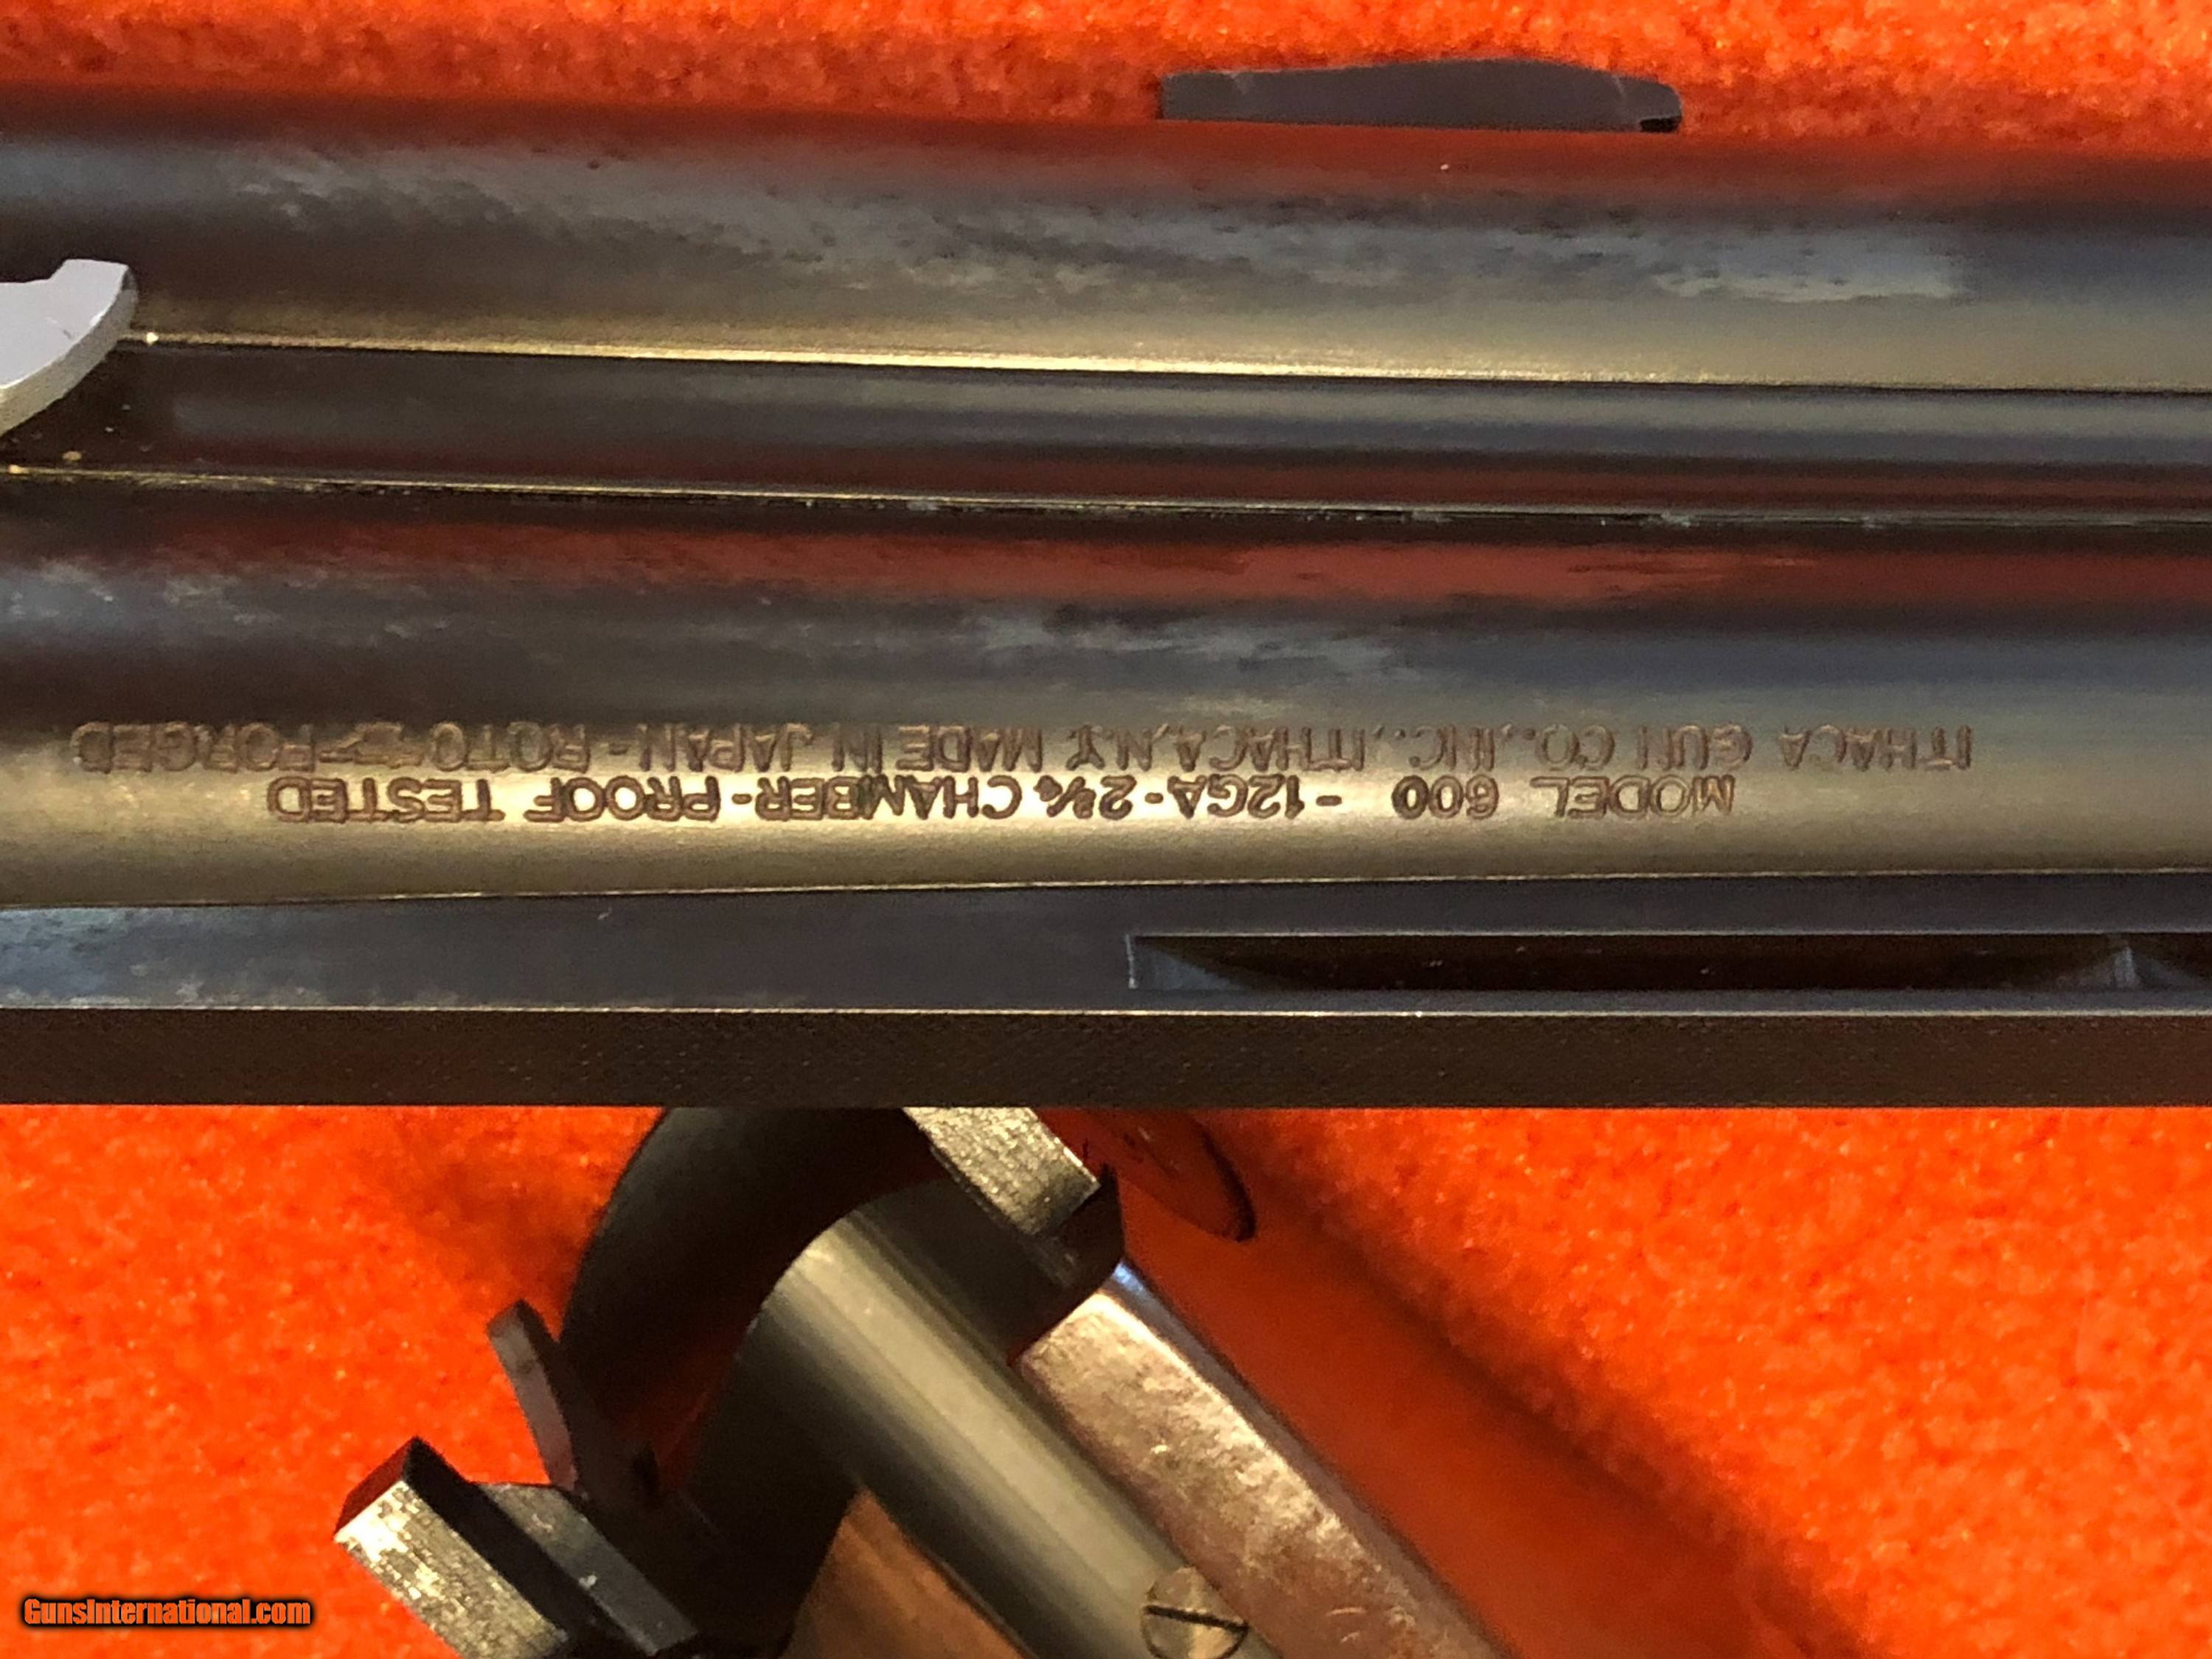 MODEL 600 - 12GA - 2¾ CHAMBER - PROOF TESTED
ITHACA GUN CO., INC., ITHACA, N.Y. MADE IN JAPAN - ROTO FORGED
GunsInternational.com